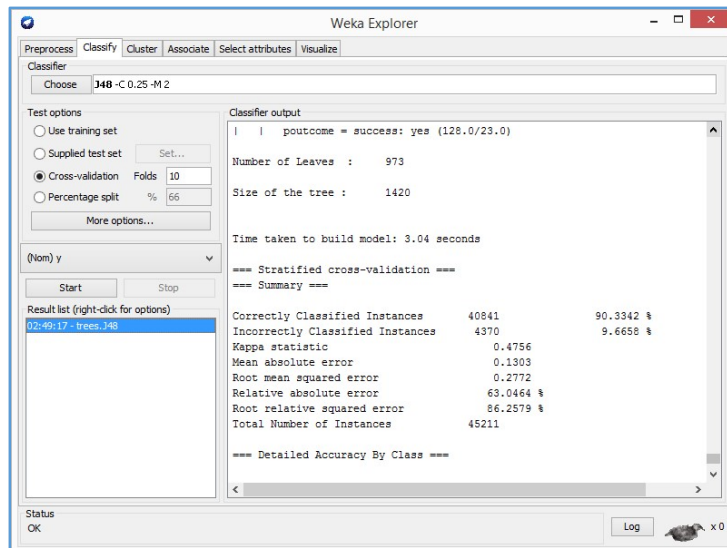 Weka Explorer
Preprocess Classify Cluster Associate Select attributes Visualize
Classifier
Choose J48 -C 0.25 -M 2
Test options
Use training set
Supplied test set Set...
Cross-validation Folds 10
Percentage split % 66
More options...
(Nom) y
Start Stop
Result list (right-click for options)
02:49:17 - trees.J48
Classifier output
| | poutcome = success: yes (128.0/23.0)
Number of Leaves : 973
Size of the tree : 1420
Time taken to build model: 3.04 seconds
=== Stratified cross-validation ===
=== Summary ===
Correctly Classified Instances 40841 90.3342 %
Incorrectly Classified Instances 4370 9.6658 %
Kappa statistic 0.4756
Mean absolute error 0.1303
Root mean squared error 0.2772
Relative absolute error 63.0464 %
Root relative squared error 86.2579 %
Total Number of Instances 45211
=== Detailed Accuracy By Class ===
Status
OK
Log x 0